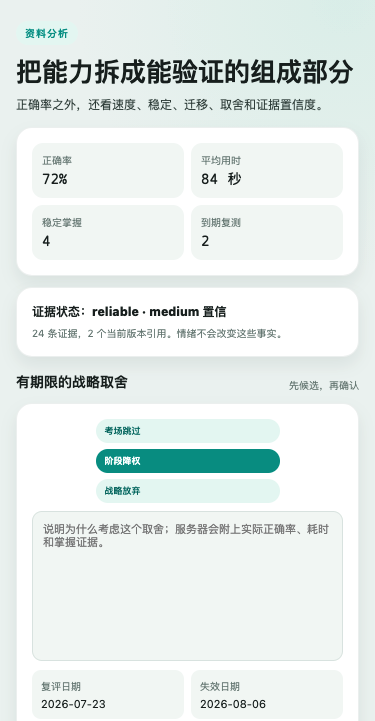 资料分析
把能力拆成能验证的组成部分
正确率之外，还看速度、稳定、迁移、取舍和证据置信度。
正确率
72%
平均用时
84 秒
稳定掌握
4
到期复测
2
证据状态：reliable · medium 置信
24 条证据，2 个当前版本引用。情绪不会改变这些事实。
有期限的战略取舍
先候选，再确认
考场跳过
阶段降权
战略放弃
说明为什么考虑这个取舍；服务器会附上实际正确率、耗时
和掌握证据。
复评日期
2026-07-23
失效日期
2026-08-06